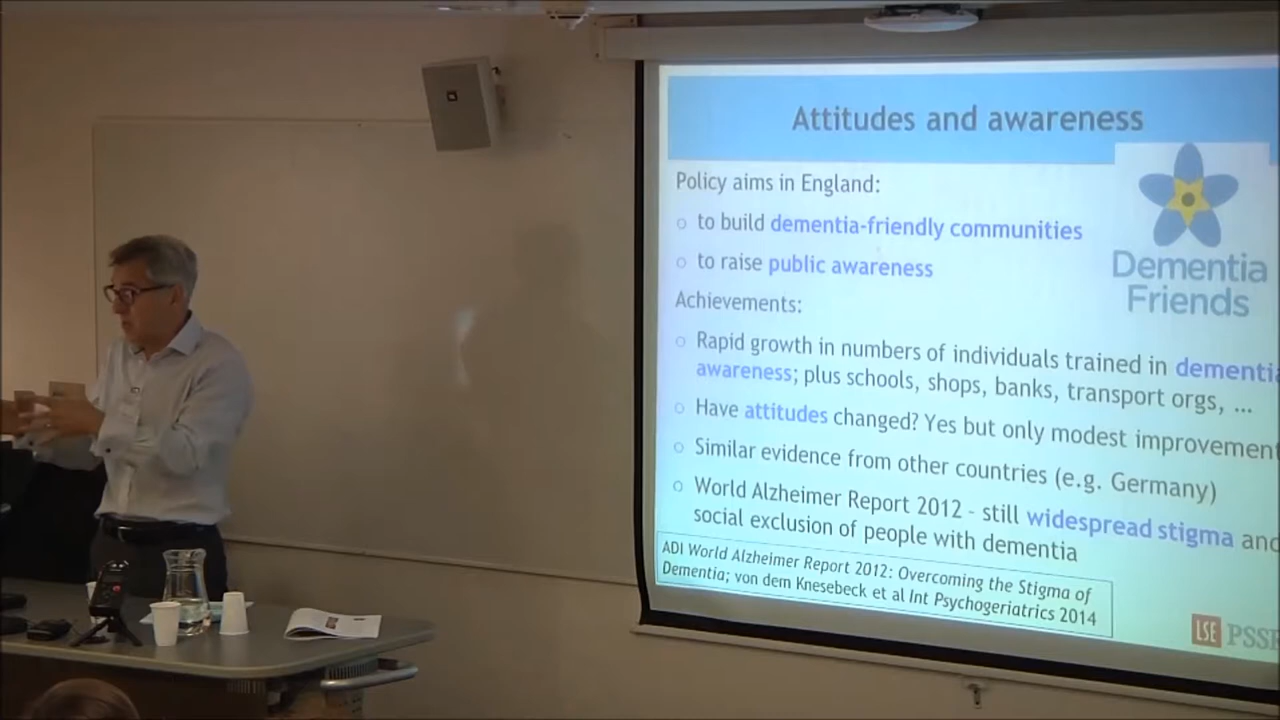 Attitudes and awareness
Policy aims in England:
to build dementia-friendly communities
to raise public awareness
Dementia
Friends
Achievements:
Rapid growth in numbers of individuals trained in
awareness; plus schools, shops, banks, transport orgs, ...
Have attitudes changed? Yes but only modest improvement
Similar evidence from other countries (e.g. Germany)
World Alzheimer Report 2012 - still widespread stigma and
social exclusion of people with dementia
ADI World Alzheimer Report 2012: Overcoming the Stigma of
Dementia; von dem Knesebeck et al Int Psychogeriatrics 2014
LSE